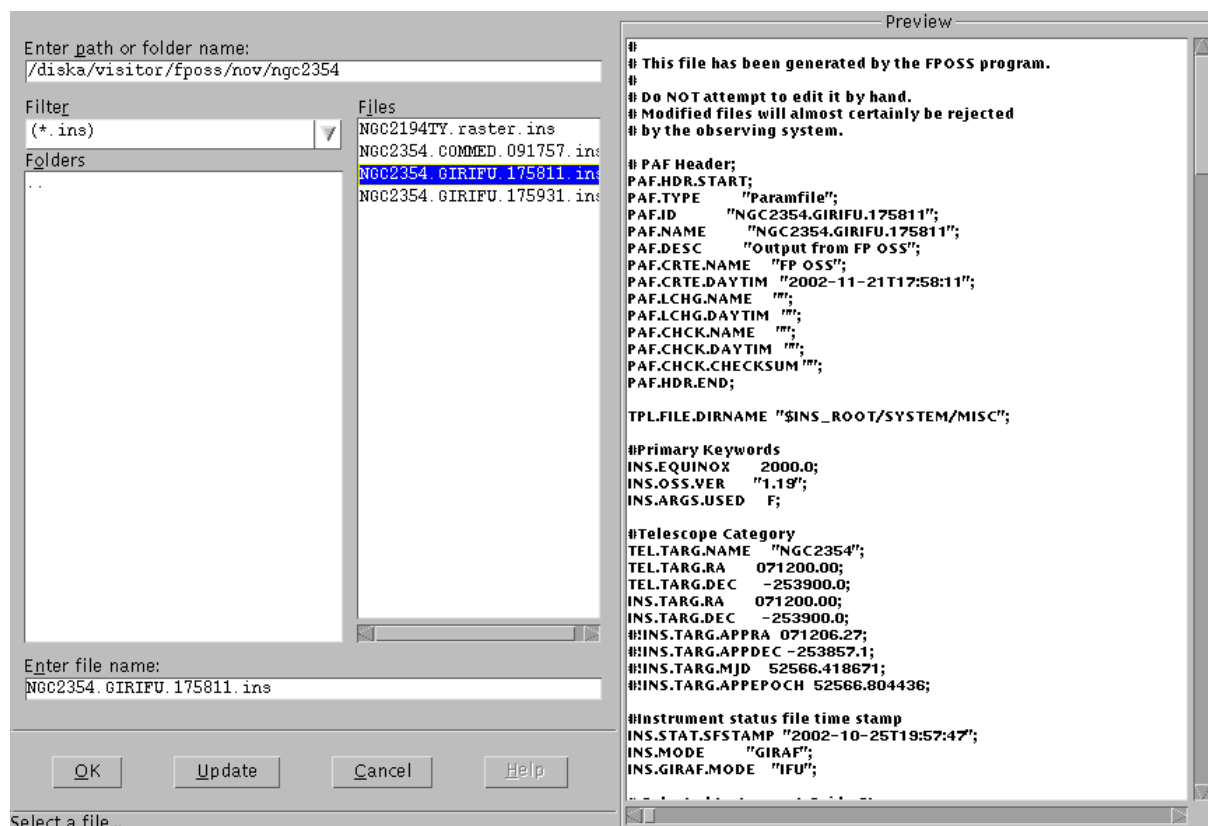 Enter path or folder name:
/diska/visitor/fposs/nov/ngc2354
Filter
(*.ins)
Folders
..
Files
NGC2194TY.raster.ins
NGC2354.COMMED.091757.ins
NGC2354.GIRIFU.175811.ins
NGC2354.GIRIFU.175931.ins
Enter file name:
NGC2354.GIRIFU.175811.ins
OK
Update
Cancel
Help
Select a file...
Preview
#
# This file has been generated by the FPOSS program.
#
# Do NOT attempt to edit it by hand.
# Modified files will almost certainly be rejected
# by the observing system.
# PAF Header;
PAF.HDR.START;
PAF.TYPE "Paramfile";
PAF.ID "NGC2354.GIRIFU.175811";
PAF.NAME "NGC2354.GIRIFU.175811";
PAF.DESC "Output from FP OSS";
PAF.CRTE.NAME "FP OSS";
PAF.CRTE.DAYTIM "2002-11-21T17:58:11";
PAF.LCHG.NAME "";
PAF.LCHG.DAYTIM "";
PAF.CHCK.NAME "";
PAF.CHCK.DAYTIM "";
PAF.CHCK.CHECKSUM "";
PAF.HDR.END;
TPL.FILE.DIRNAME "$INS_ROOT/SYSTEM/MISC";
#Primary Keywords
INS.EQUINOX 2000.0;
INS.OSS.VER "1.19";
INS.ARGS.USED F;
#Telescope Category
TEL.TARG.NAME "NGC2354";
TEL.TARG.RA 071200.00;
TEL.TARG.DEC -253900.0;
INS.TARG.RA 071200.00;
INS.TARG.DEC -253900.0;
#!INS.TARG.APPRA 071206.27;
#!INS.TARG.APPDEC -253857.1;
#!INS.TARG.MJD 52566.418671;
#!INS.TARG.APPEPOCH 52566.804436;
#Instrument status file time stamp
INS.STAT.SFSTAMP "2002-10-25T19:57:47";
INS.MODE "GIRAF";
INS.GIRAF.MODE "IFU";